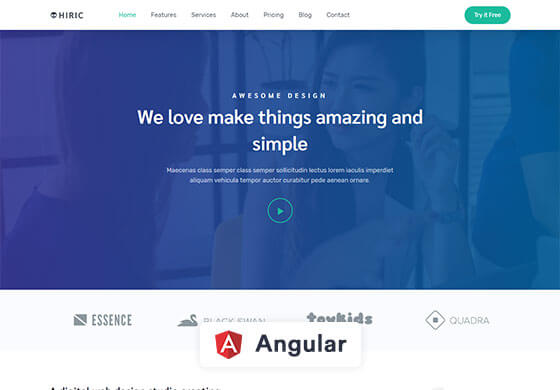 HIRIC
Home Features Services About Pricing Blog Contact
Try it Free
AWESOME DESIGN
We love make things amazing and
simple
Maecenas class semper class semper sollicitudin lectus lorem iaculis imperdiet
aliquam vehicula tempor auctor curabitur pede aenean ornare.
ESSENCE
BLACK SWAN
toykids
QUADRA
Angular
A digital web design studio creating